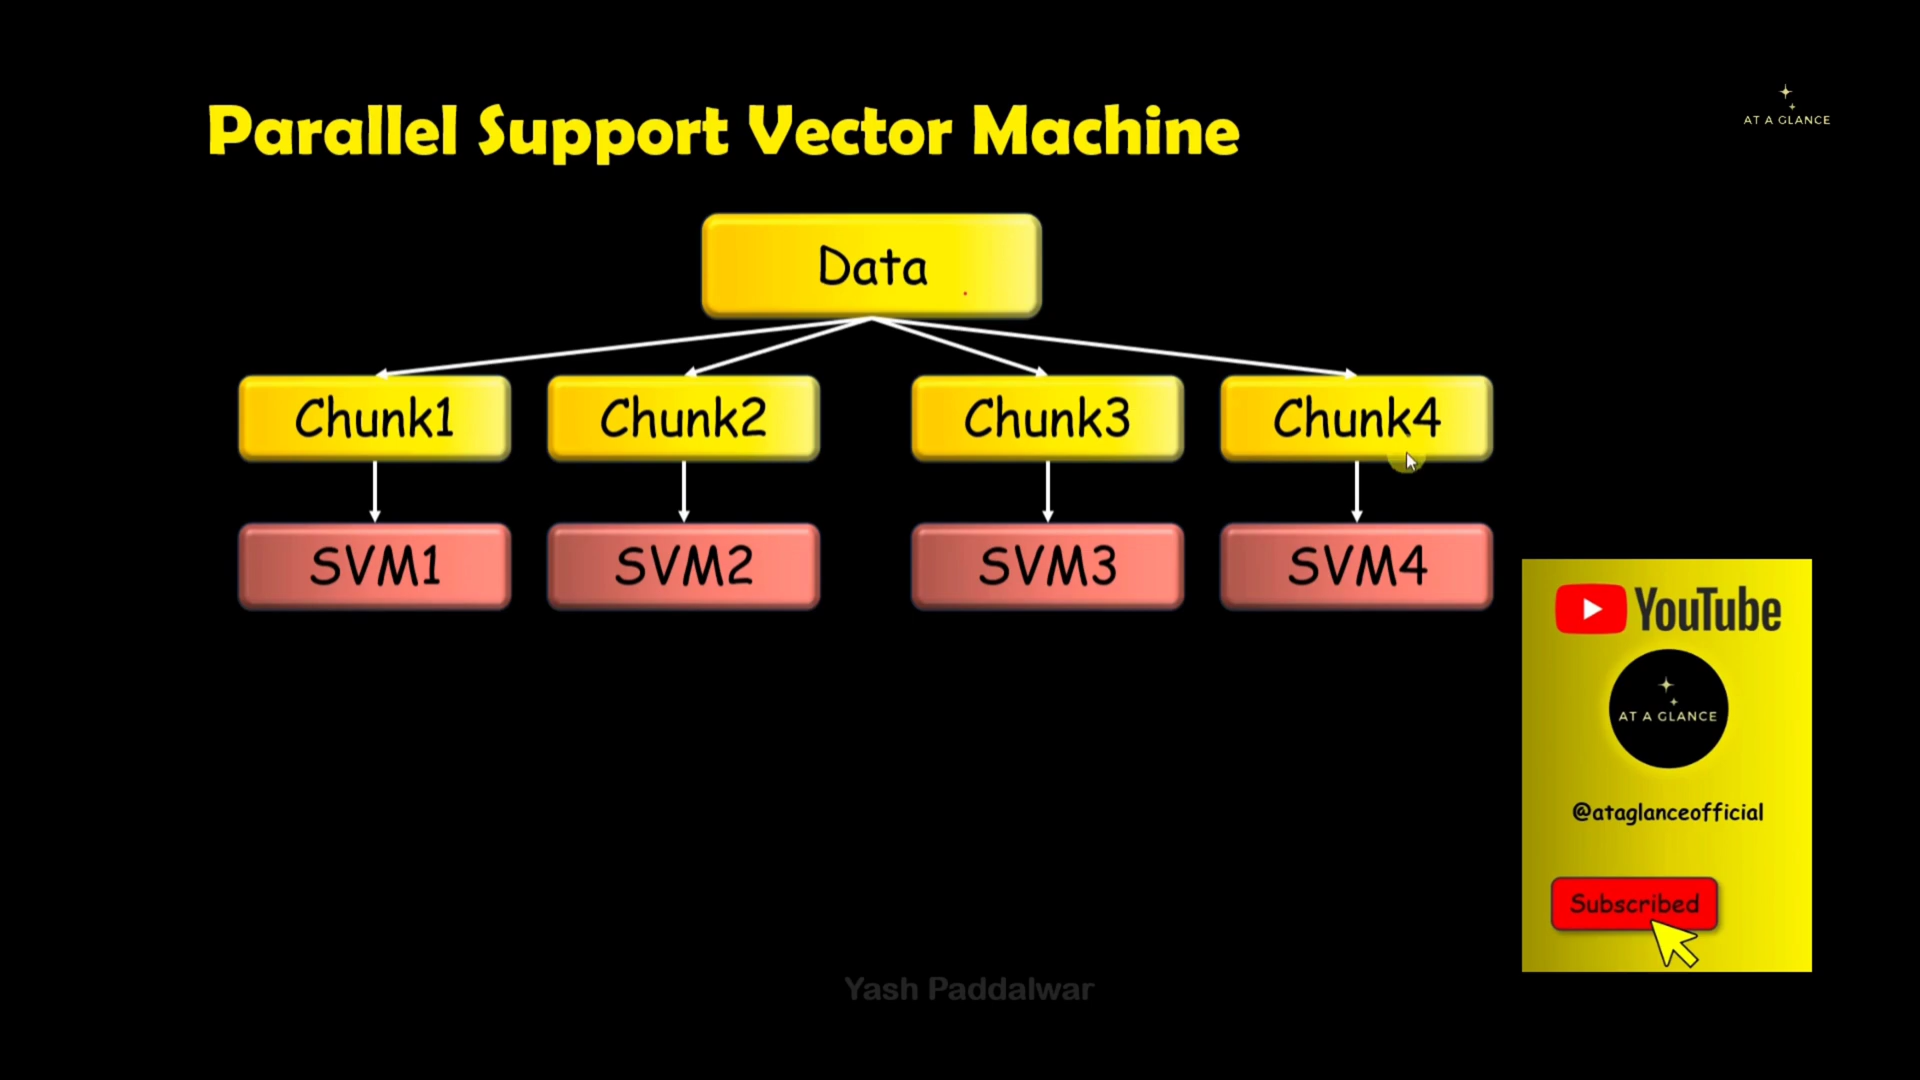 Parallel Support Vector Machine
AT A GLANCE
Data
Chunk1
Chunk2
Chunk3
Chunk4
SVM1
SVM2
SVM3
SVM4
YouTube
AT A GLANCE
@ataglanceofficial
Subscribed
Yash Paddalwar